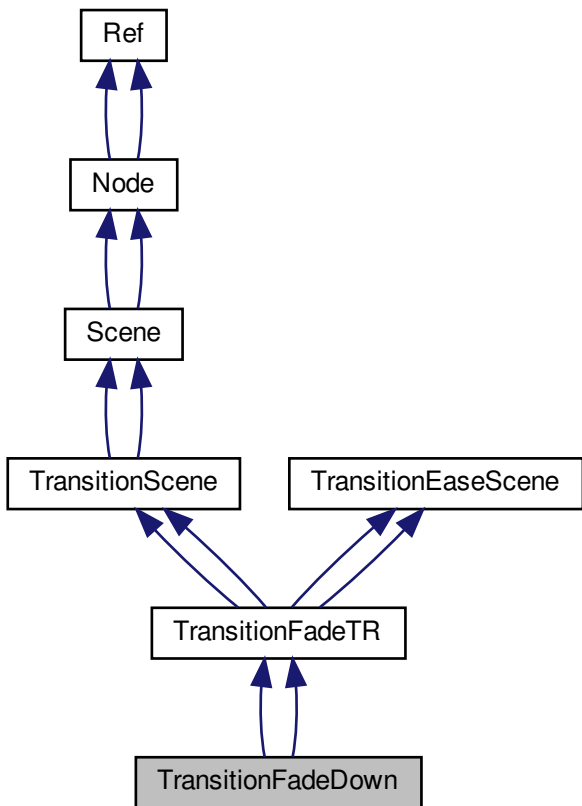 Ref
Node
Scene
TransitionScene
TransitionEaseScene
TransitionFadeTR
TransitionFadeDown